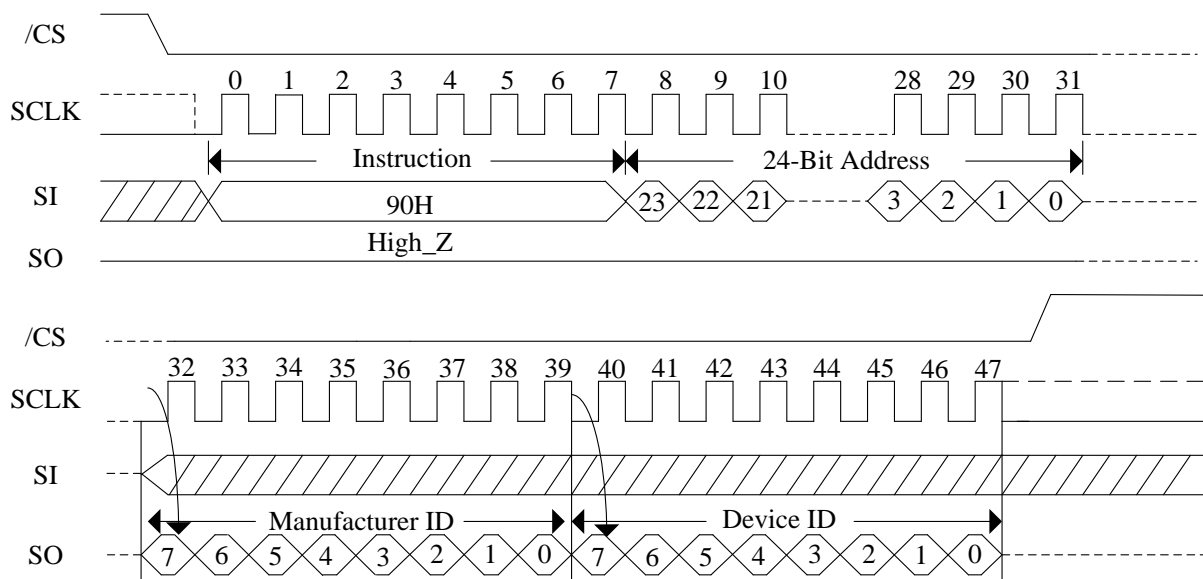 /CS
0 1 2 3 4 5 6 7 8 9 10 28 29 30 31
SCLK
Instruction 24-Bit Address
SI 90H 23 22 21 3 2 1 0
High_Z
SO
/CS
32 33 34 35 36 37 38 39 40 41 42 43 44 45 46 47
SCLK
SI
Manufacturer ID Device ID
SO 7 6 5 4 3 2 1 0 7 6 5 4 3 2 1 0